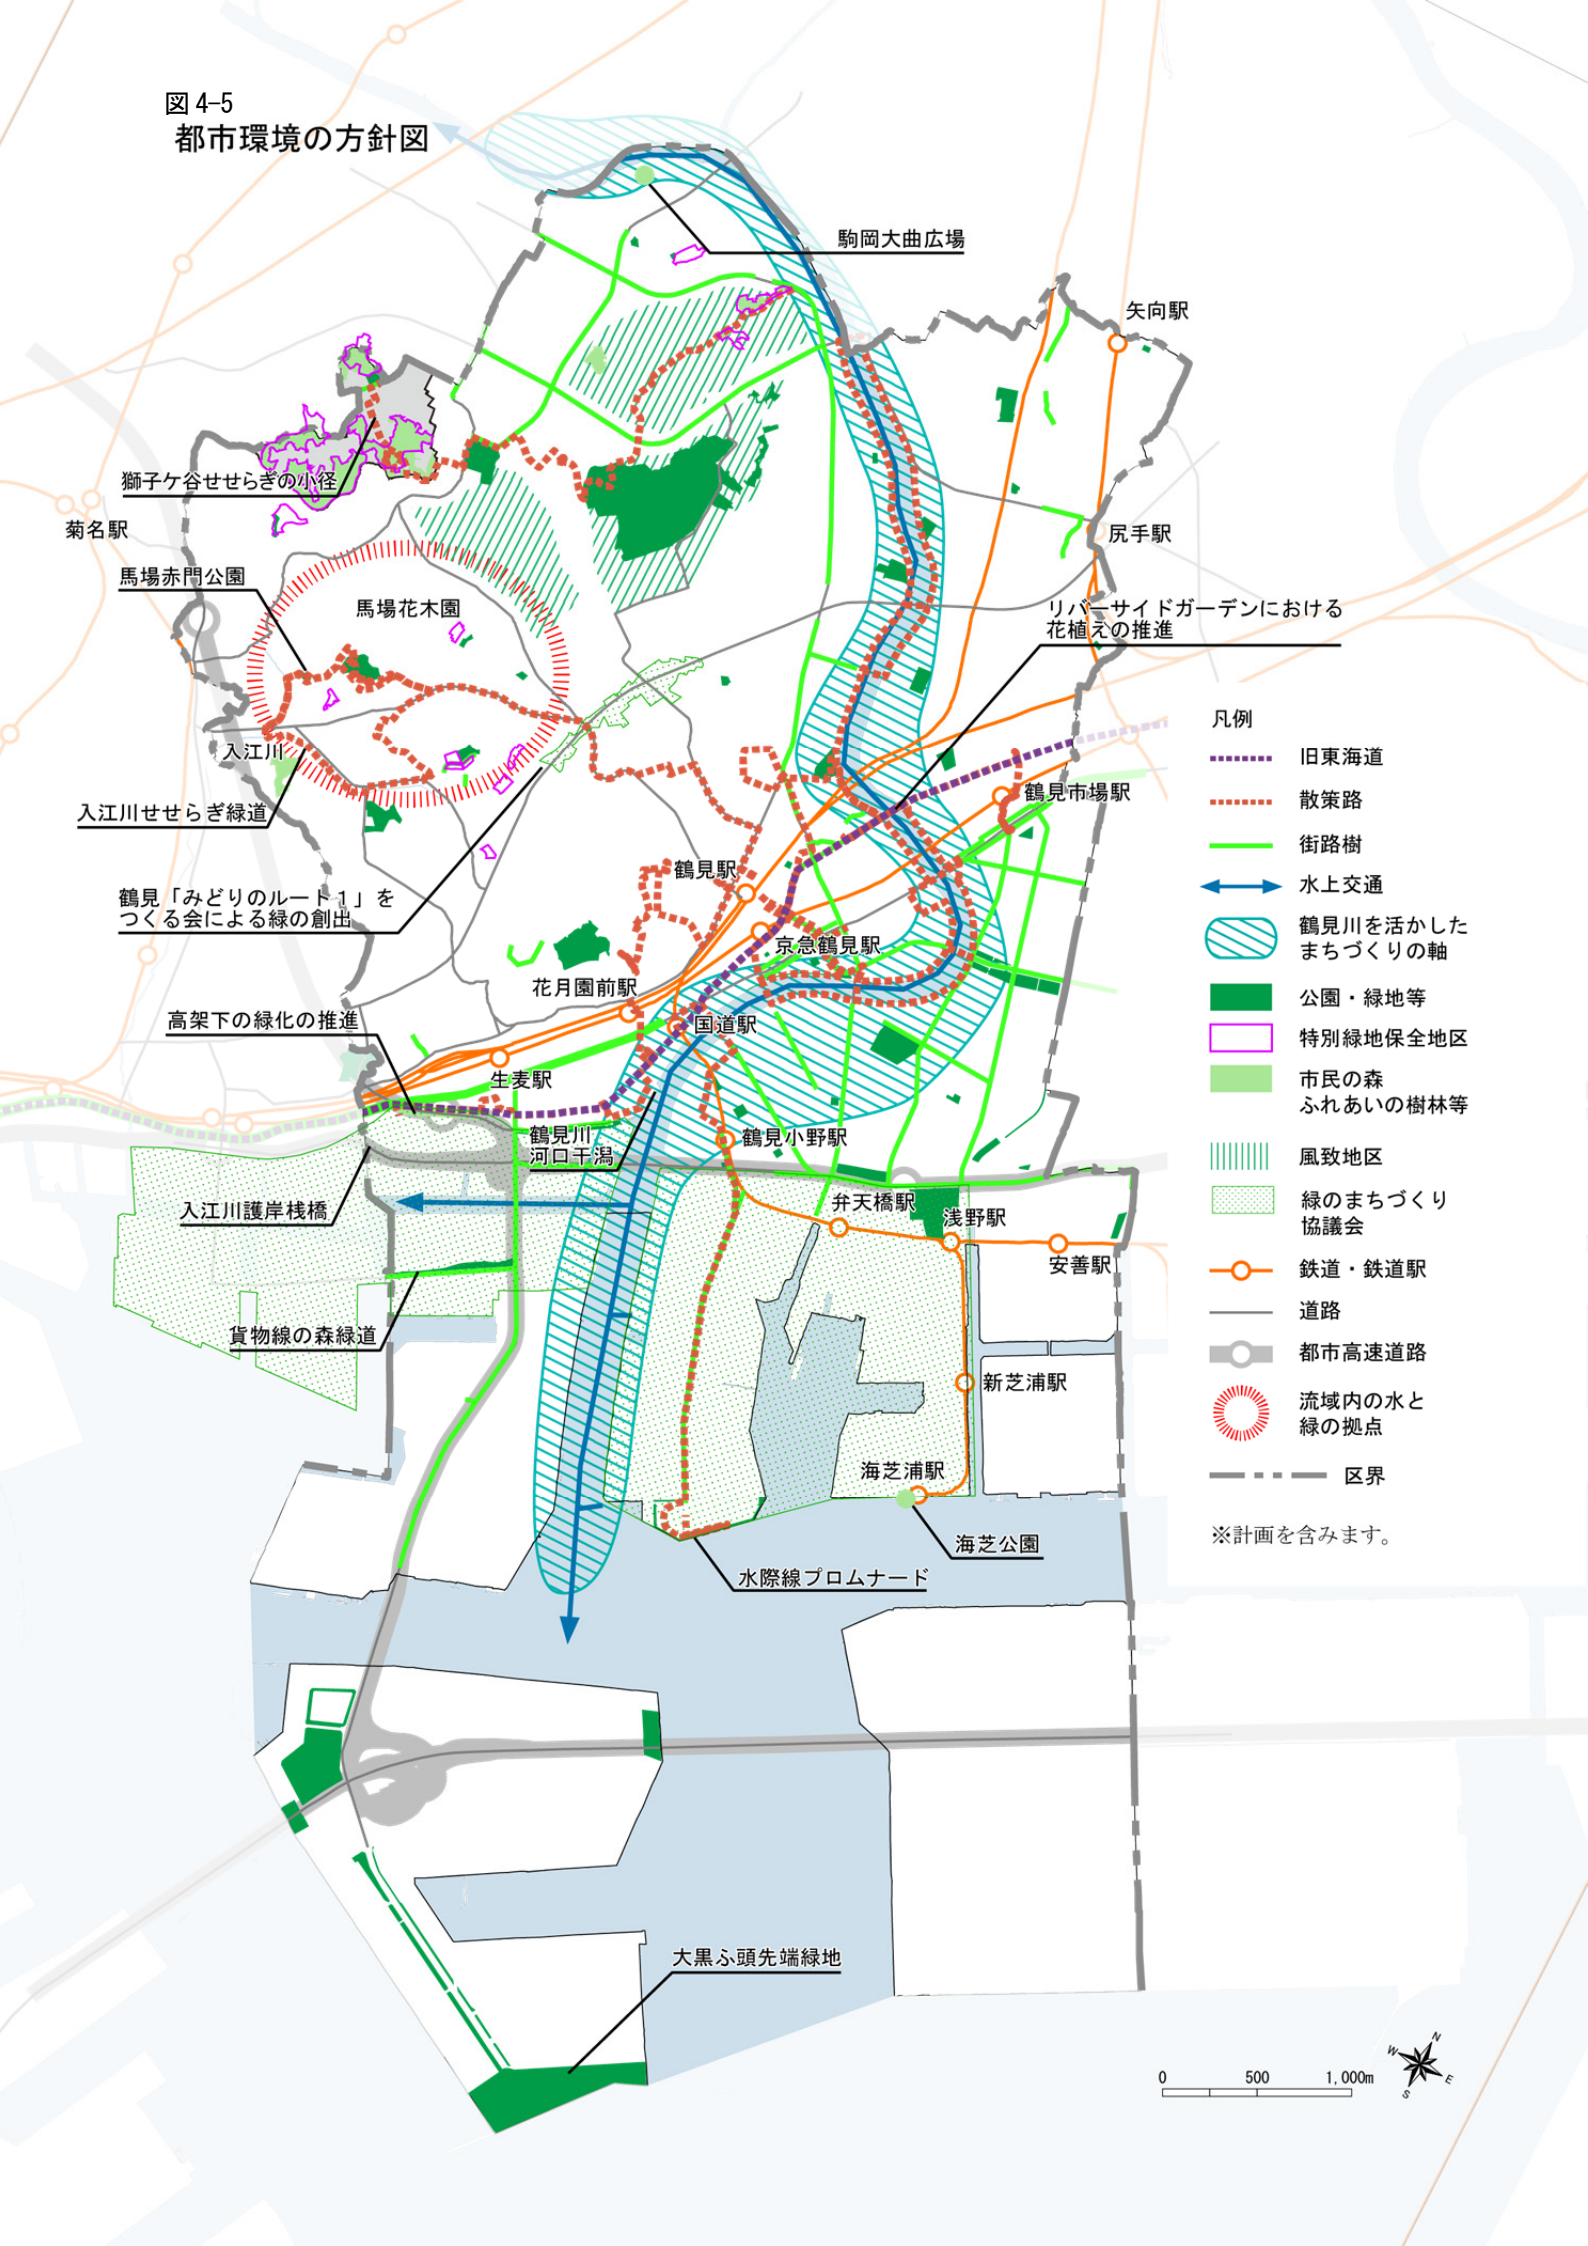 図 4-5
都市環境の方針図
駒岡大曲広場
矢向駅
獅子ケ谷せせらぎの小径
菊名駅
尻手駅
馬場赤門公園
馬場花木園
リバーサイドガーデンにおける
花植えの推進
入江川
入江川せせらぎ緑道
鶴見市場駅
鶴見駅
鶴見「みどりのルート１」を
つくる会による緑の創出
京急鶴見駅
花月園前駅
高架下の緑化の推進
国道駅
生麦駅
鶴見川
河口干潟
鶴見小野駅
入江川護岸桟橋
弁天橋駅
浅野駅
安善駅
貨物線の森緑道
新芝浦駅
海芝浦駅
海芝公園
水際線プロムナード
大黒ふ頭先端緑地
凡例
旧東海道
散策路
街路樹
水上交通
鶴見川を活かした
まちづくりの軸
公園・緑地等
特別緑地保全地区
市民の森
ふれあいの樹林等
風致地区
緑のまちづくり
協議会
鉄道・鉄道駅
道路
都市高速道路
流域内の水と
緑の拠点
区界
※計画を含みます。
0 500 1,000m
N
W
E
S